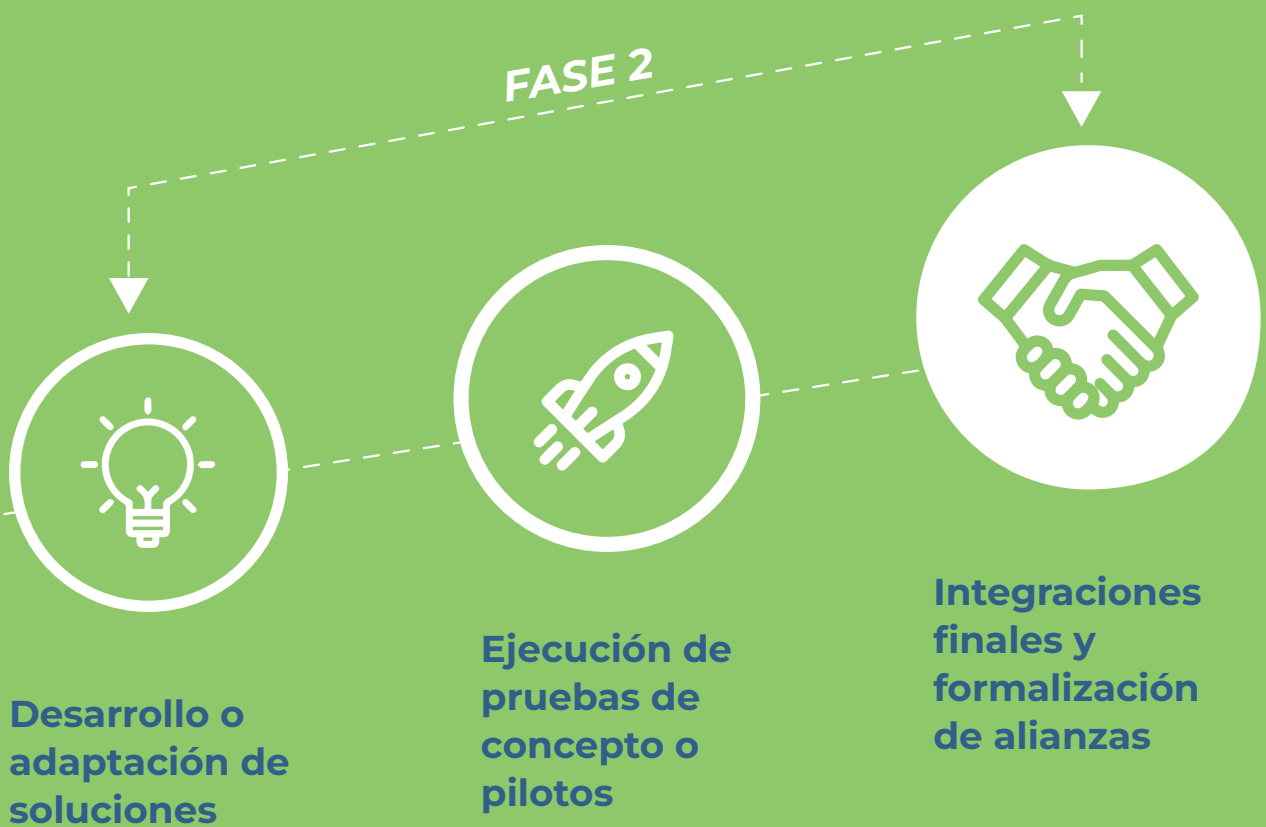 FASE 2
Desarrollo o
adaptación de
soluciones
Ejecución de
pruebas de
concepto o
pilotos
Integraciones
finales y
formalización
de alianzas